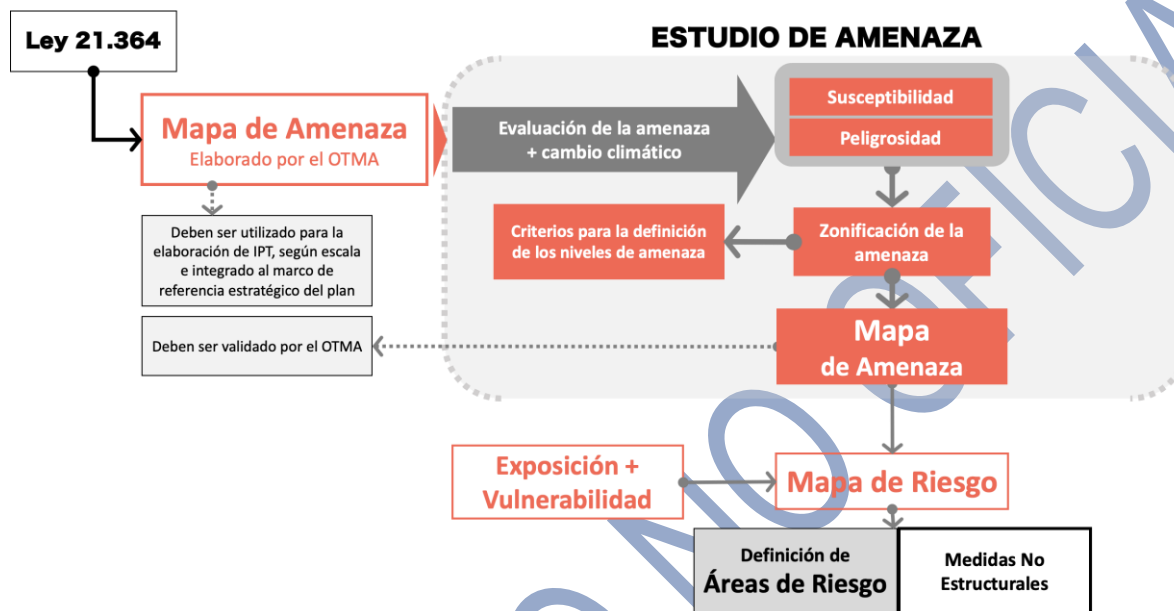 Ley 21.364
ESTUDIO DE AMENAZA
Mapa de Amenaza
Elaborado por el OTMA
Evaluación de la amenaza
+ cambio climático
Susceptibilidad
Peligrosidad
Deben ser utilizado para la
elaboración de IPT, según escala
e integrado al marco de
referencia estratégico del plan
Criterios para la definición
de los niveles de amenaza
Zonificación de la
amenaza
Deben ser validado por el OTMA
Mapa
de Amenaza
Exposición +
Vulnerabilidad
Mapa de Riesgo
Definición de
Áreas de Riesgo
Medidas No
Estructurales
NO OFICI